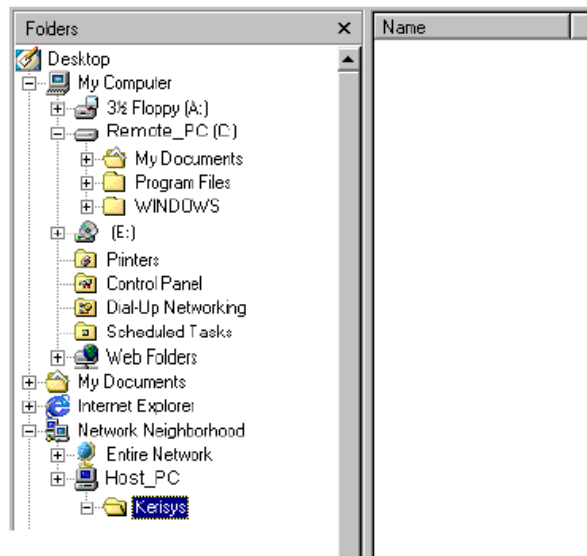 Folders
Name
Desktop
My Computer
3½ Floppy (A:)
Remote_PC (C:)
My Documents
Program Files
WINDOWS
(E:)
Printers
Control Panel
Dial-Up Networking
Scheduled Tasks
Web Folders
My Documents
Internet Explorer
Network Neighborhood
Entire Network
Host_PC
Kerisys